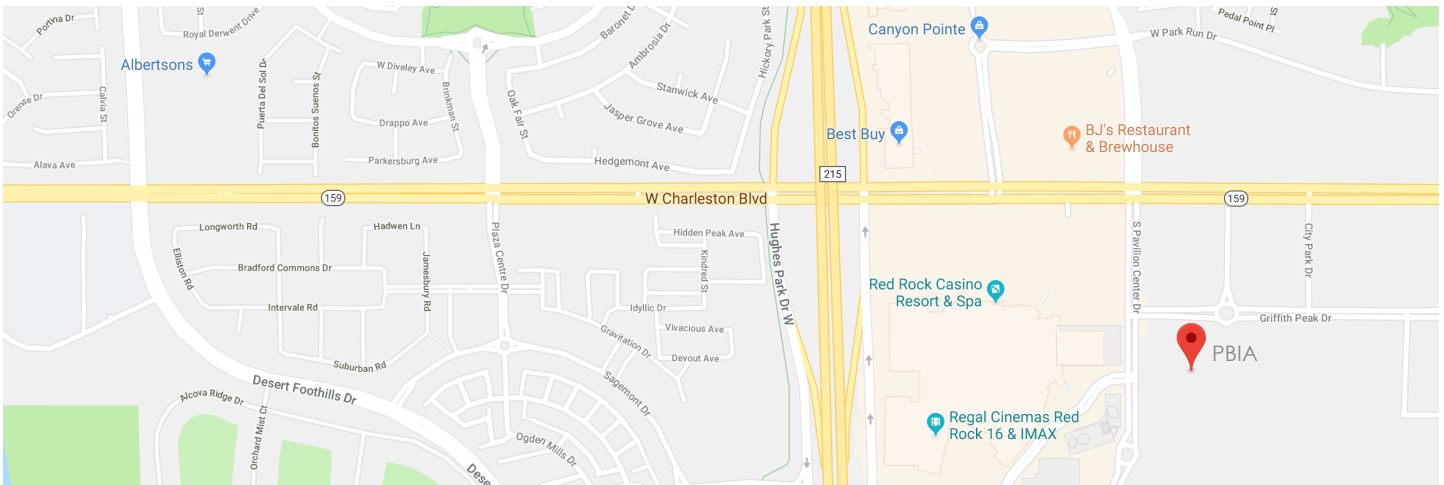 Portina Dr
St
Royal Derwent Drive
Baronet L
Ambrosia Dr
Hickory Park St
Canyon Pointe
Pedal Point Pl
St
W Park Run Dr
Albertsons
W Diveley Ave
Puerta Del Sol Dr
Bonitos Suenos St
Brinkman St
Oak Fair St
Stanwick Ave
Calvia St
Drappo Ave
Jasper Grove Ave
Best Buy
BJ's Restaurant
& Brewhouse
Alava Ave
Parkersburg Ave
Hedgemont Ave
215
159
W Charleston Blvd
159
Longworth Rd
Hadwen Ln
Plaza Centre Dr
Hidden Peak Ave
Hughes Park Dr W
S Pavilion Center Dr
City Park Dr
Elliston Rd
Bradford Commons Dr
Jamesbury Rd
Kindred St
Red Rock Casino
Resort & Spa
Intervale Rd
Idyllic Dr
Griffith Peak Dr
Vivacious Ave
Gravitation Dr
Devout Ave
PBIA
Suburban Rd
Sagemont Dr
Desert Foothills Dr
Alcova Ridge Dr
Orchard Mist Ct
Regal Cinemas Red
Rock 16 & IMAX
Ogden Mills Dr
Dese